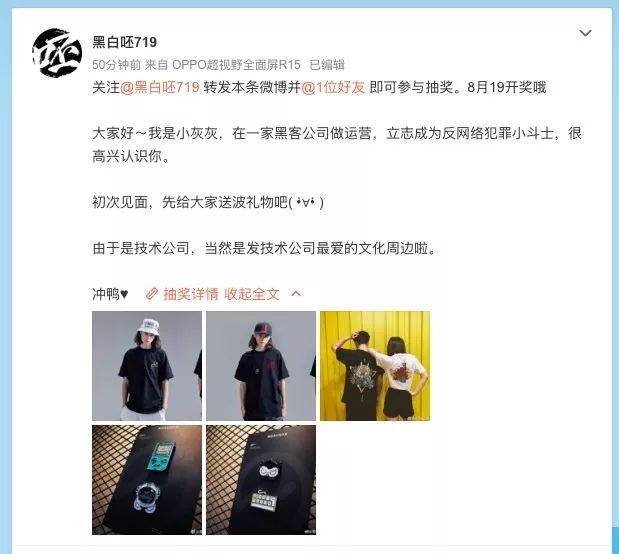 黑白呸719
50分钟前 来自 OPPO超视野全面屏R15 已编辑
关注@黑白呸719 转发本条微博并@1位好友 即可参与抽奖。8月19开奖哦
大家好～我是小灰灰，在一家黑客公司做运营，立志成为反网络犯罪小斗士，很
高兴认识你。
初次见面，先给大家送波礼物吧( •̀∀•́ )
由于是技术公司，当然是发技术公司最爱的文化周边啦。
冲鸭♥ 抽奖详情 收起全文